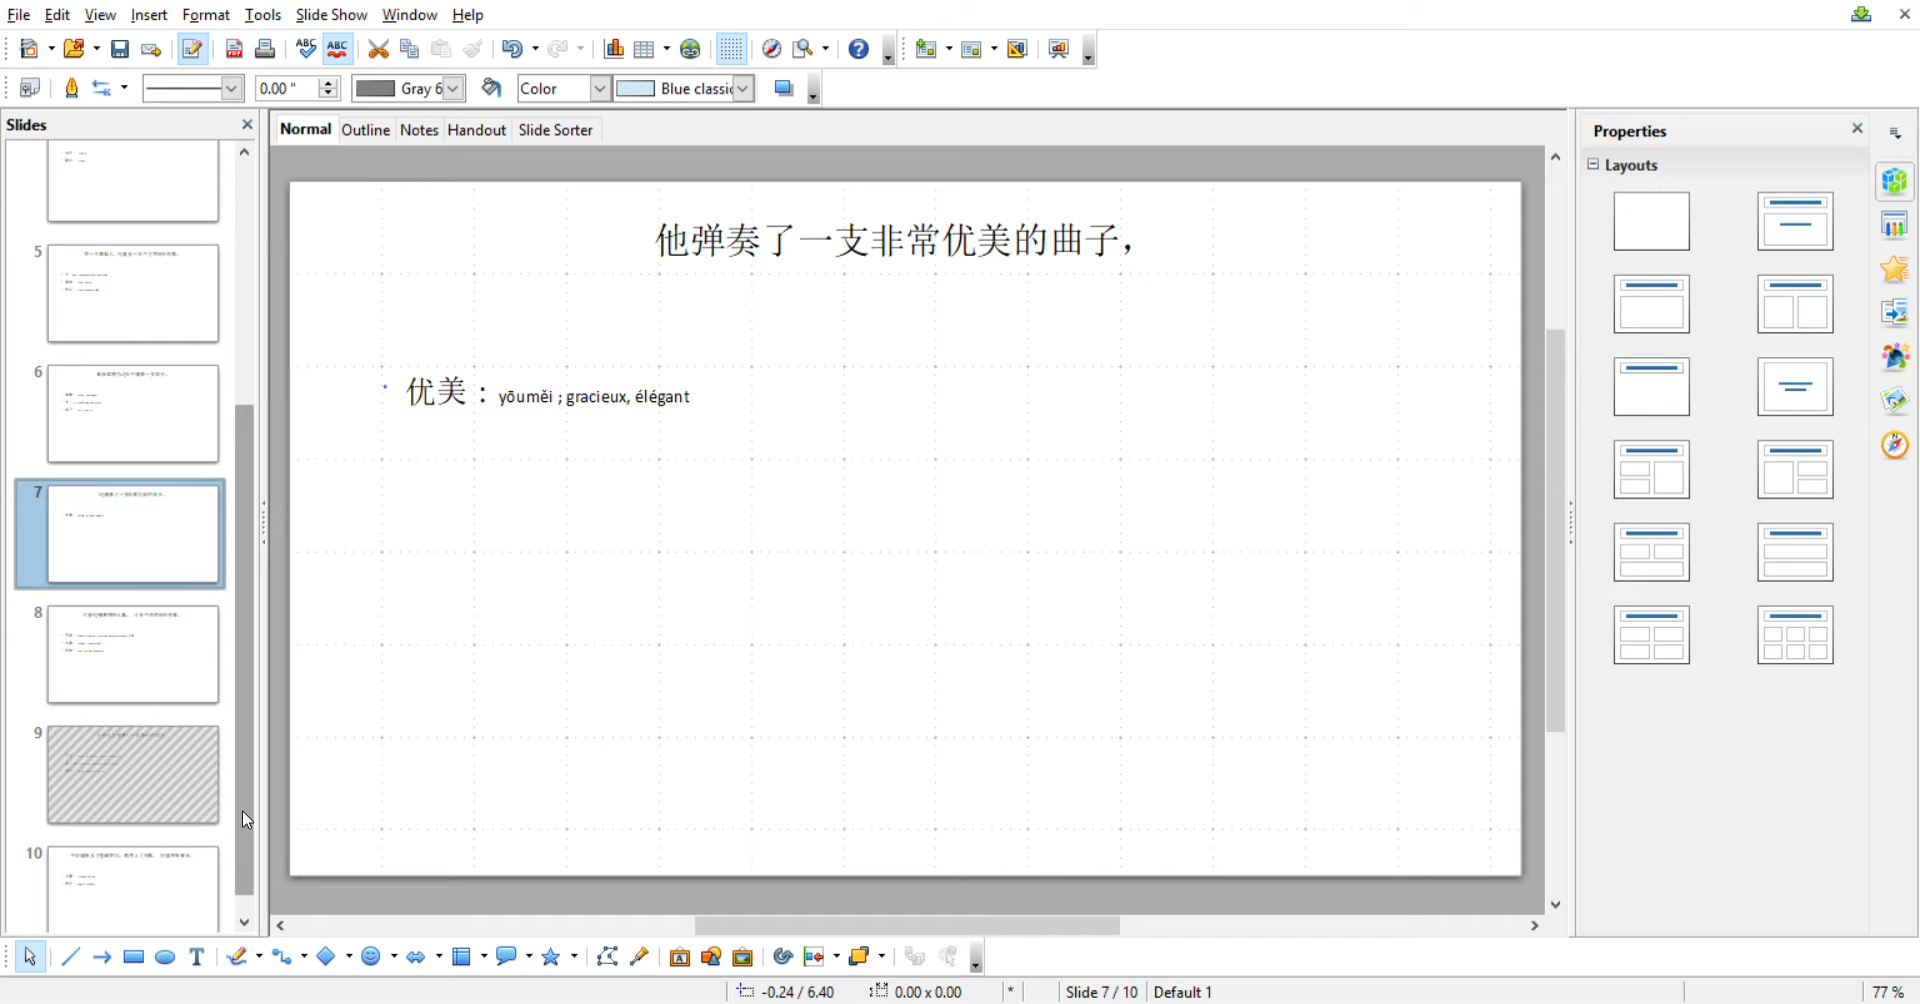 File Edit View Insert Format Tools Slide Show Window Help
0.00 " Gray 6 Color Blue classic
Slides
Normal Outline Notes Handout Slide Sorter
Properties
Layouts
5
6
7
8
9
10
他弹奏了一支非常优美的曲子，
优美：yōuměi ; gracieux, élégant
-0.24 / 6.40 0.00 x 0.00 * Slide 7 / 10 Default 1 77 %